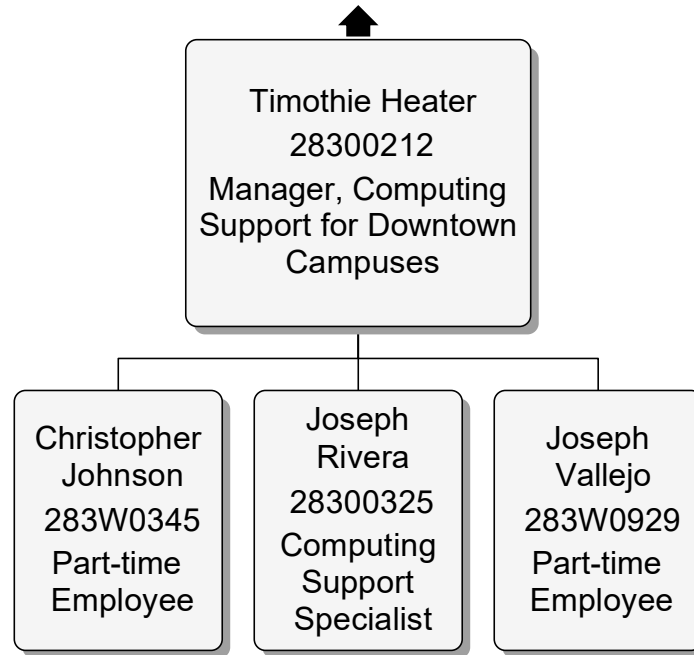 Timothie Heater
28300212
Manager, Computing
Support for Downtown
Campuses
Christopher
Johnson
283W0345
Part-time
Employee
Joseph
Rivera
28300325
Computing
Support
Specialist
Joseph
Vallejo
283W0929
Part-time
Employee